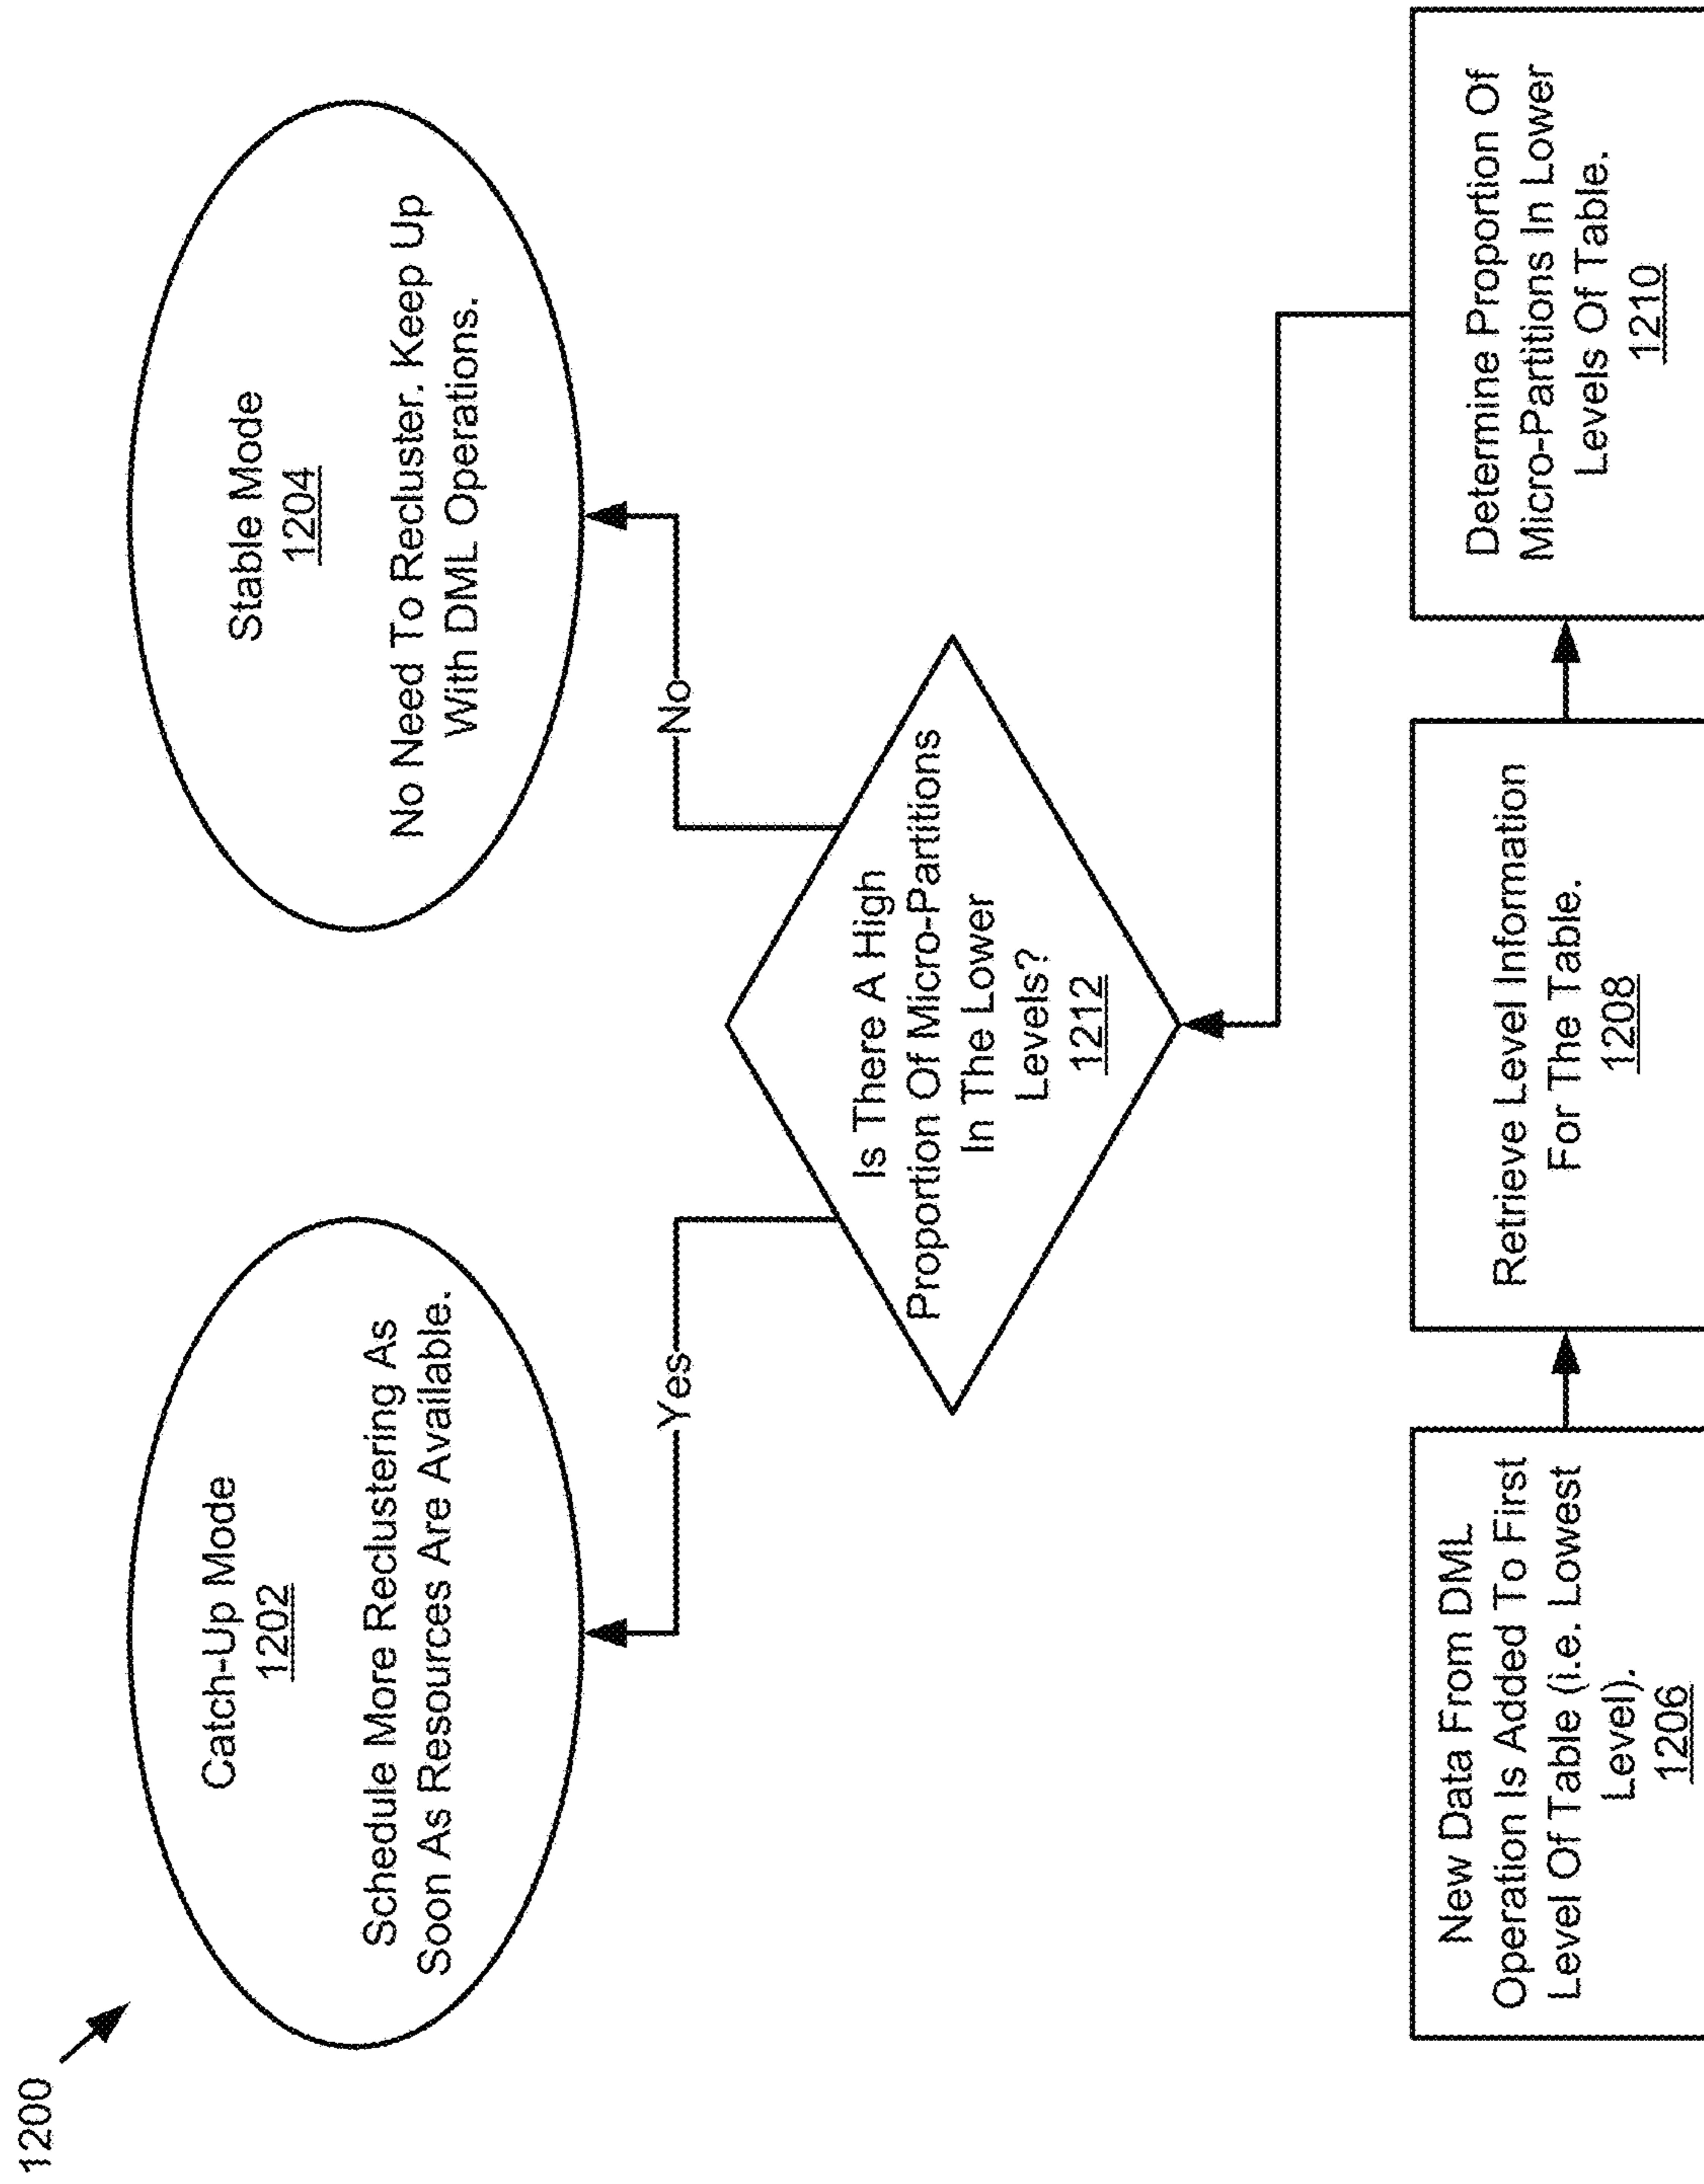 1200
Catch-Up Mode
1202
Schedule More Reclustering As
Soon As Resources Are Available.
Stable Mode
1204
No Need To Recluster. Keep Up
With DML Operations.
Yes
No
Is There A High
Proportion Of Micro-Partitions
In The Lower
Levels?
1212
New Data From DML
Operation Is Added To First
Level Of Table (i.e. Lowest
Level).
1206
Retrieve Level Information
For The Table.
1208
Determine Proportion Of
Micro-Partitions In Lower
Levels Of Table.
1210